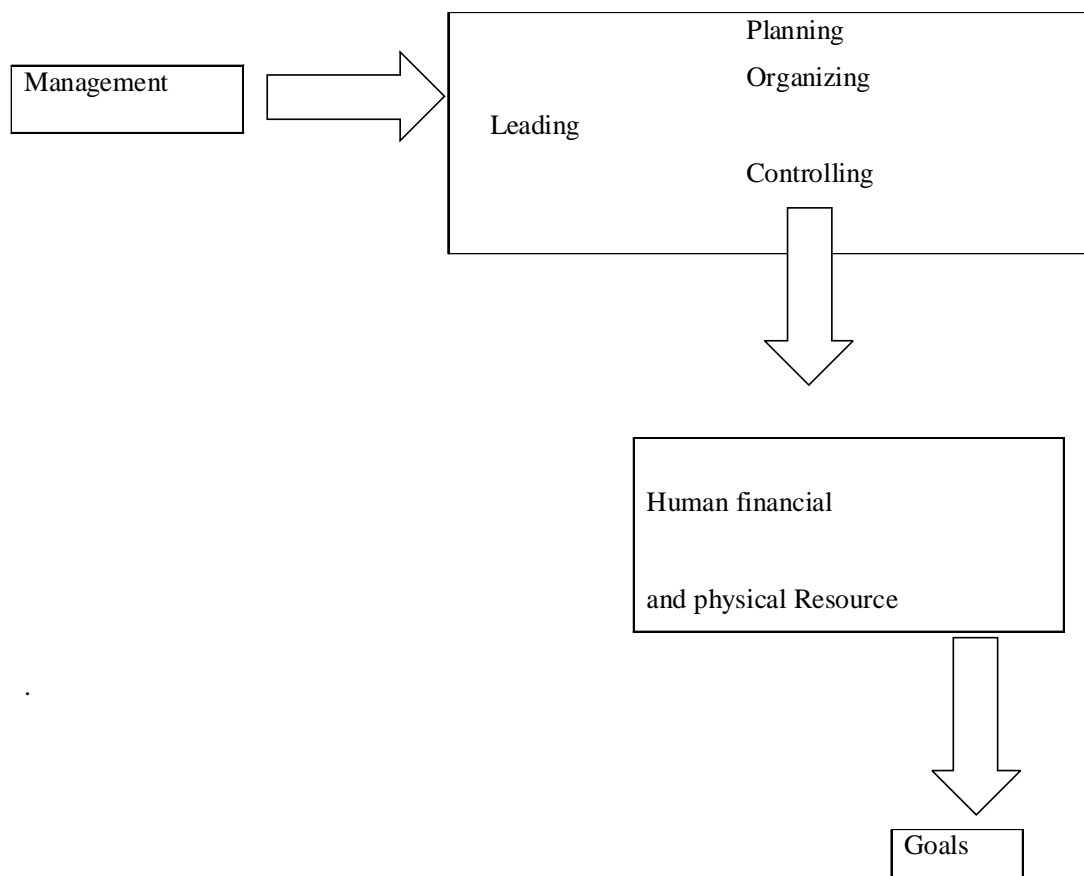 Management
Planning
Organizing
Leading
Controlling
Human financial
and physical Resource
.
Goals